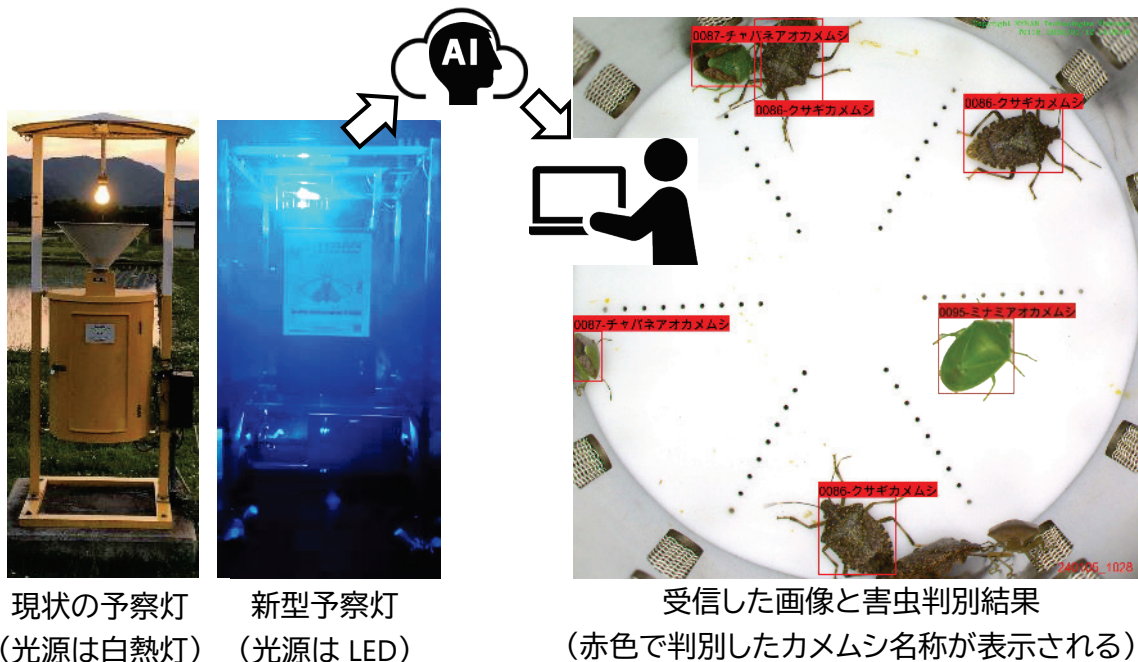 AI
0087-チャバネアオカメムシ
0086-クサギカメムシ
0086-クサギカメムシ
0087-チャバネアオカメムシ
0095-ミナミアオカメムシ
0086-クサギカメムシ
現状の予察灯
(光源は白熱灯)
新型予察灯
(光源は LED)
受信した画像と害虫判別結果
(赤色で判別したカメムシ名称が表示される)